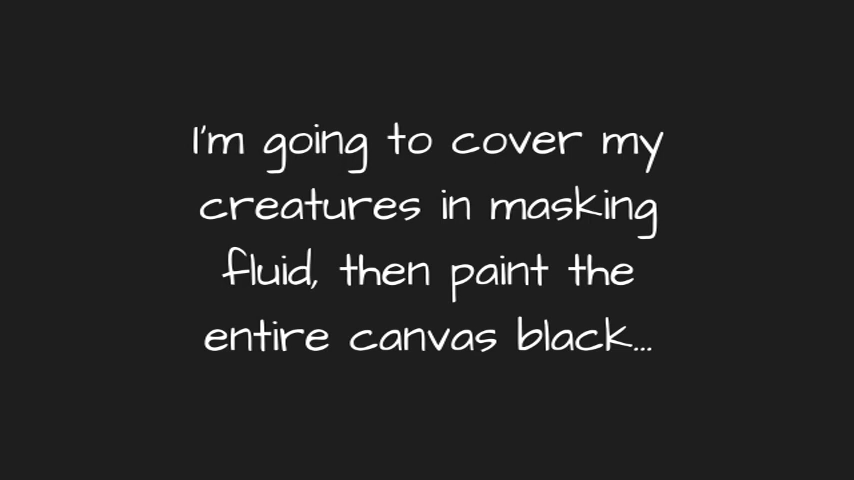 I'm going to cover my
creatures in masking
fluid, then paint the
entire canvas black...